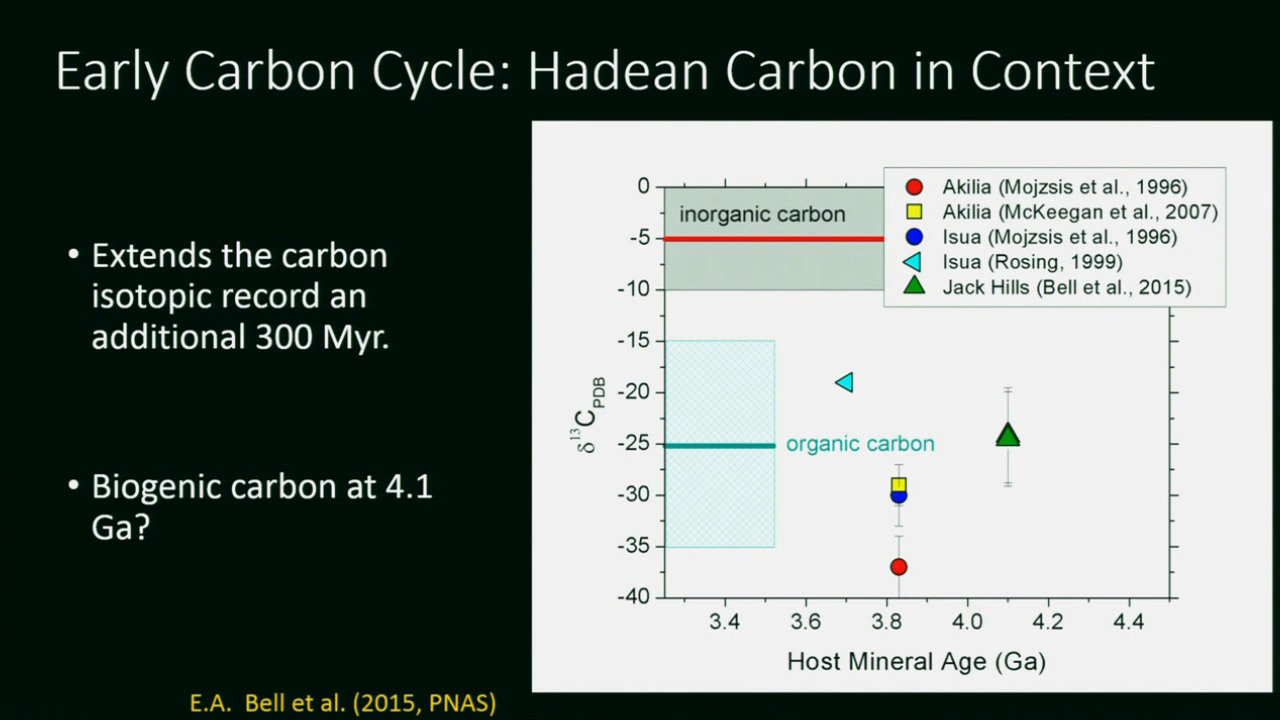 Early Carbon Cycle: Hadean Carbon in Context
• Extends the carbon
isotopic record an
additional 300 Myr.
• Biogenic carbon at 4.1
Ga?
E.A. Bell et al. (2015, PNAS)
Akilia (Mojzsis et al., 1996)
Akilia (McKeegan et al., 2007)
Isua (Mojzsis et al., 1996)
Isua (Rosing, 1999)
Jack Hills (Bell et al., 2015)
inorganic carbon
organic carbon
δ¹³C_PDB
0
-5
-10
-15
-20
-25
-30
-35
-40
3.4 3.6 3.8 4.0 4.2 4.4
Host Mineral Age (Ga)